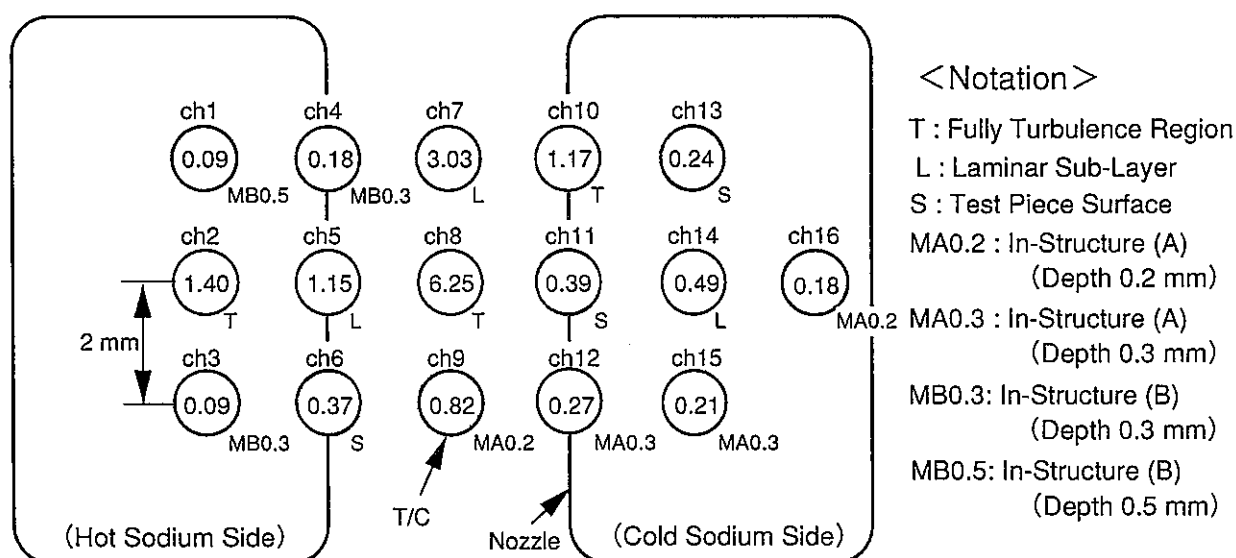 ch1 ch4 ch7 ch10 ch13
0.09 0.18 3.03 1.17 0.24
MB0.5 MB0.3 L T S
ch2 ch5 ch8 ch11 ch14 ch16
1.40 1.15 6.25 0.39 0.49 0.18
T L T S L MA0.2
2 mm
ch3 ch6 ch9 ch12 ch15
0.09 0.37 0.82 0.27 0.21
MB0.3 S MA0.2 MA0.3 MA0.3
T/C
(Hot Sodium Side) Nozzle (Cold Sodium Side)
<Notation>
T : Fully Turbulence Region
L : Laminar Sub-Layer
S : Test Piece Surface
MA0.2 : In-Structure (A)
(Depth 0.2 mm)
MA0.3 : In-Structure (A)
(Depth 0.3 mm)
MB0.3: In-Structure (B)
(Depth 0.3 mm)
MB0.5: In-Structure (B)
(Depth 0.5 mm)